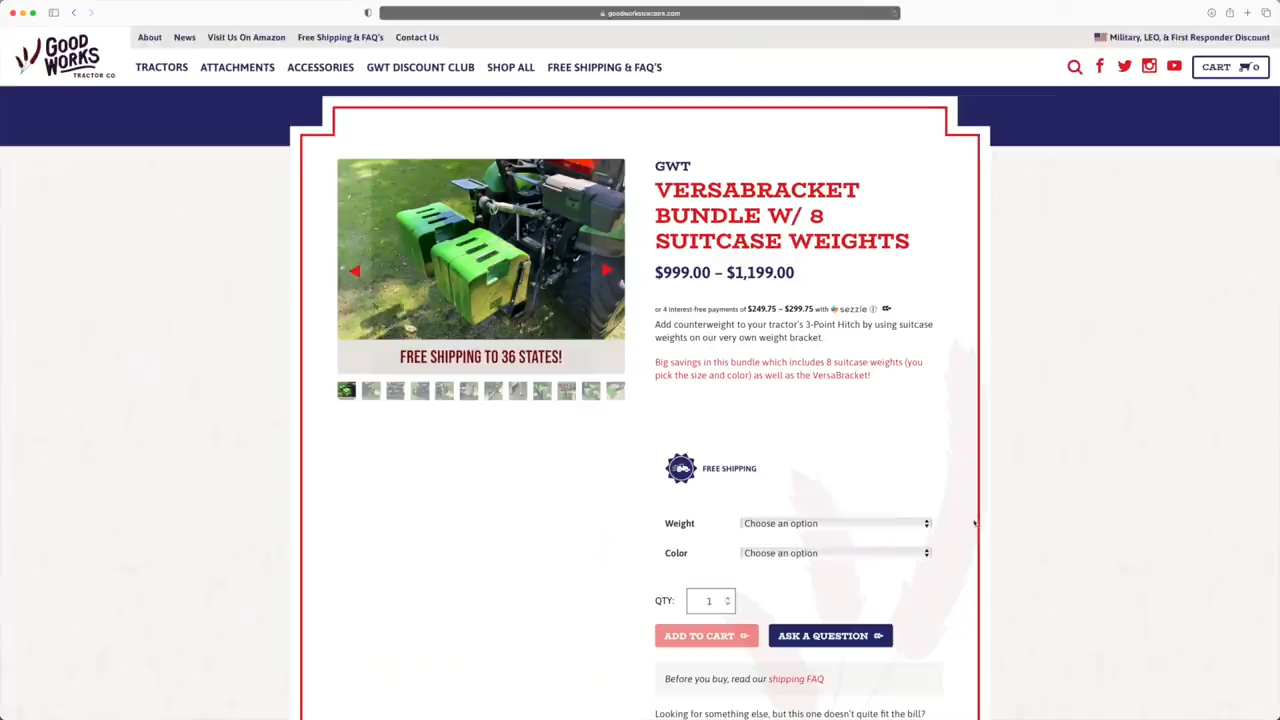 goodworkstractors.com
About News Visit Us On Amazon Free Shipping & FAQ's Contact Us
Military, LEO, & First Responder Discount
GOOD WORKS TRACTOR CO.
TRACTORS ATTACHMENTS ACCESSORIES GWT DISCOUNT CLUB SHOP ALL FREE SHIPPING & FAQ'S
CART 0
GWT
VERSABRACKET
BUNDLE W/ 8
SUITCASE WEIGHTS
$999.00 – $1,199.00
or 4 interest-free payments of $249.75 – $299.75 with sezzle
Add counterweight to your tractor's 3-Point Hitch by using suitcase
weights on our very own weight bracket.
Big savings in this bundle which includes 8 suitcase weights (you
pick the size and color) as well as the VersaBracket!
FREE SHIPPING TO 36 STATES!
FREE SHIPPING
Weight Choose an option
Color Choose an option
QTY: 1
ADD TO CART ASK A QUESTION
Before you buy, read our shipping FAQ
Looking for something else, but this one doesn't quite fit the bill?